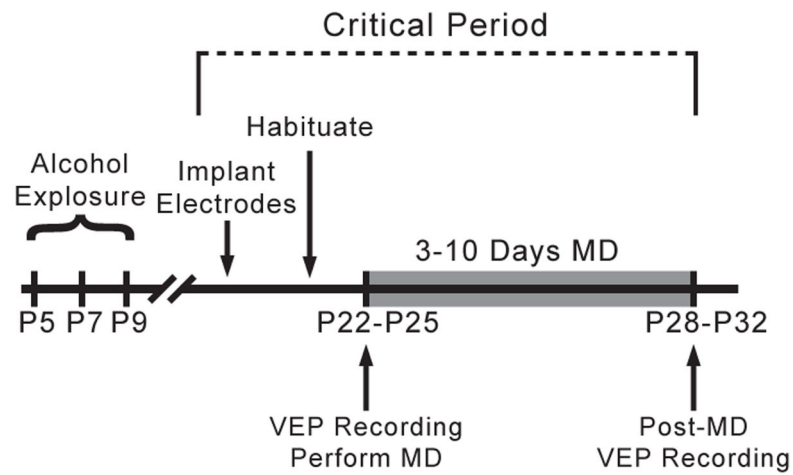 Critical Period
Habituate
Alcohol
Explosure
Implant
Electrodes
3-10 Days MD
P5 P7 P9
P22-P25
P28-P32
VEP Recording
Perform MD
Post-MD
VEP Recording